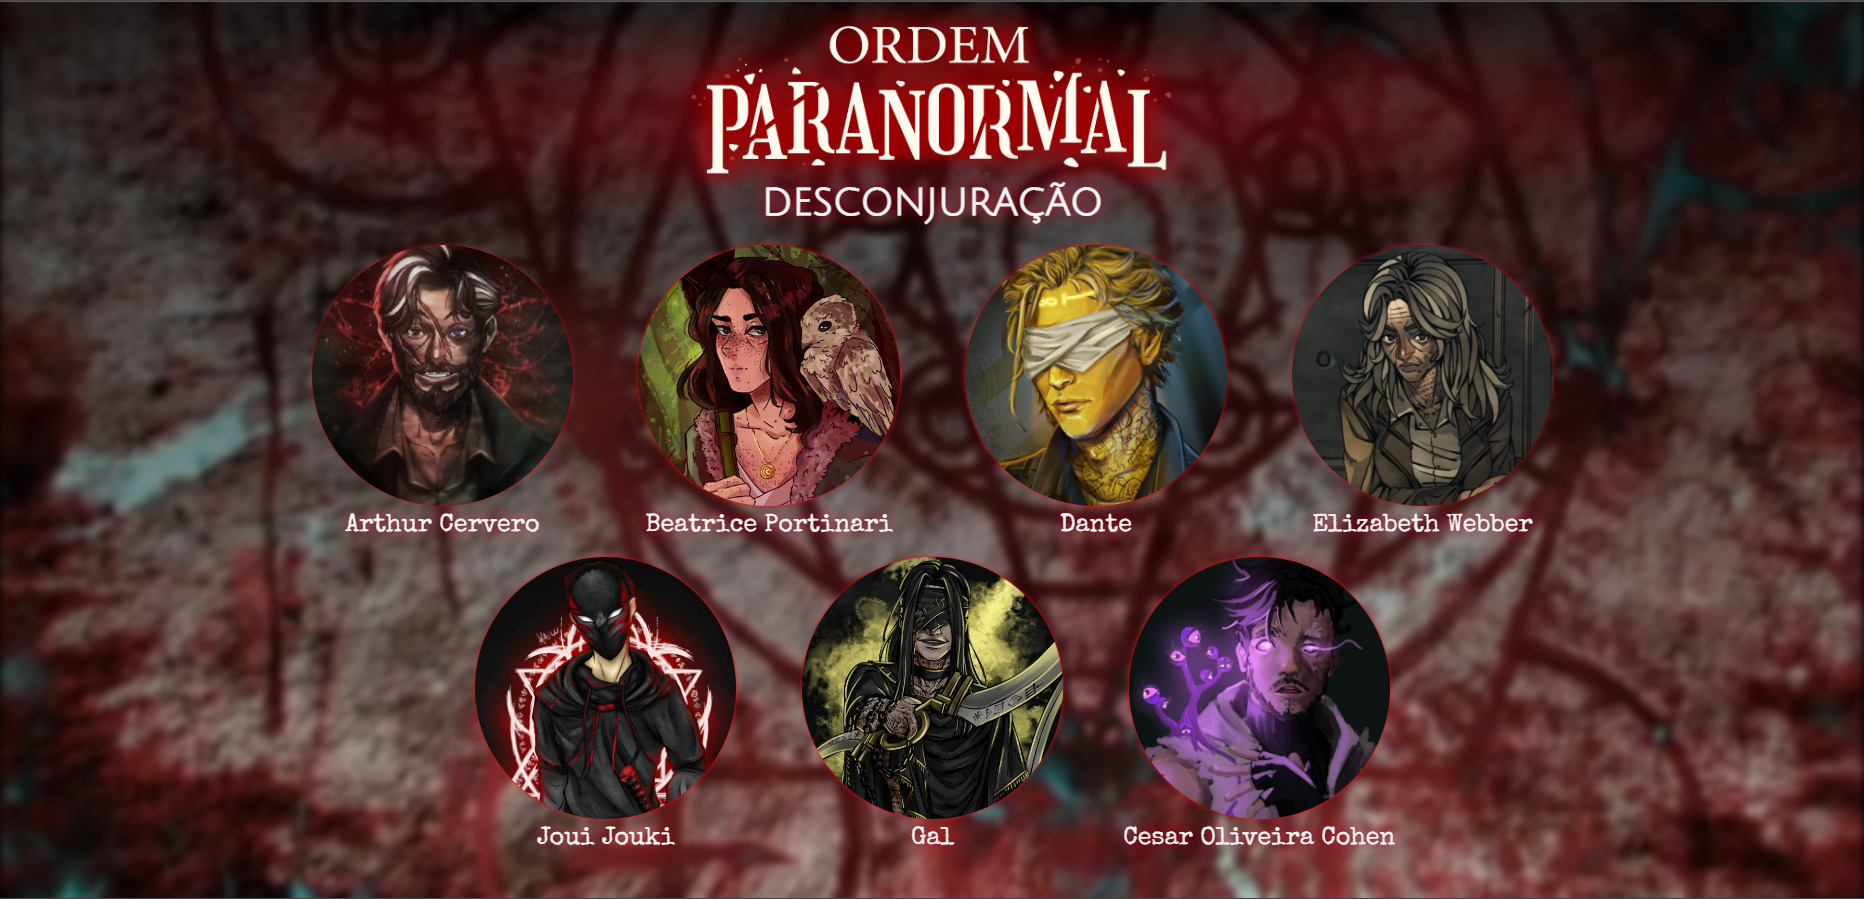 ORDEM
PARANORMAL
DESCONJURAÇÃO
Arthur Cervero
Beatrice Portinari
Dante
Elizabeth Webber
Joui Jouki
Gal
Cesar Oliveira Cohen